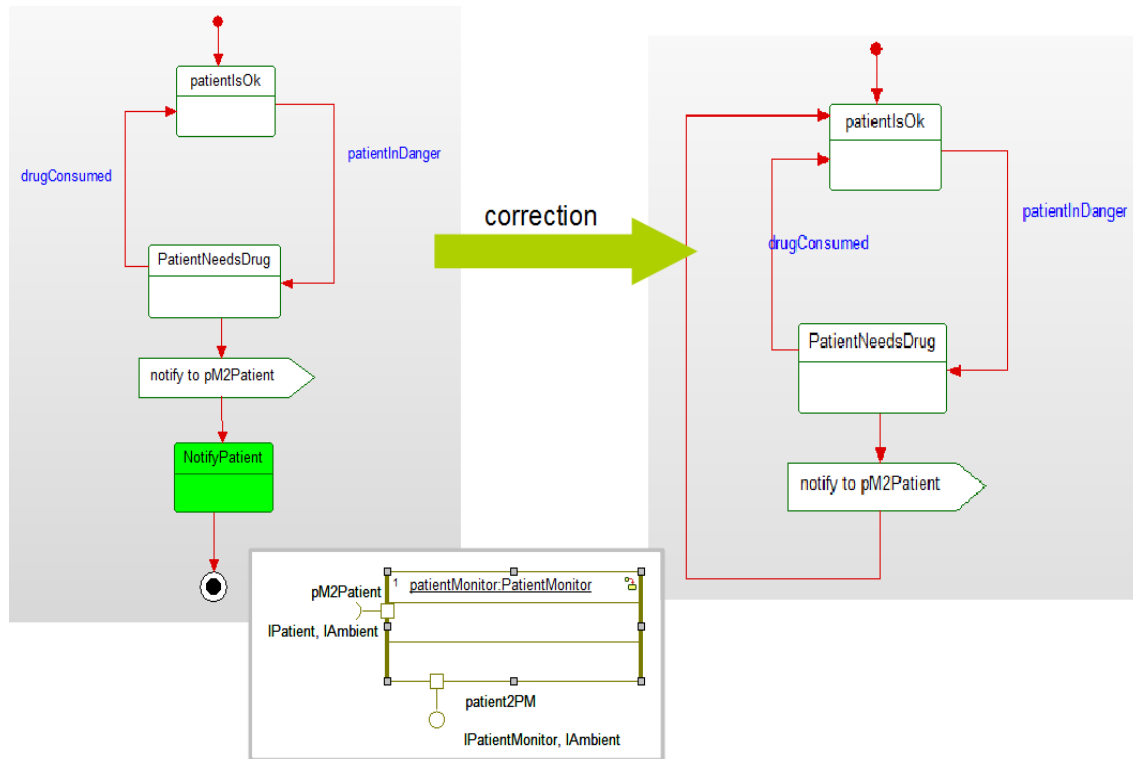 patientIsOk
patientInDanger
drugConsumed
PatientNeedsDrug
notify to pM2Patient
NotifyPatient
correction
patientIsOk
patientInDanger
drugConsumed
PatientNeedsDrug
notify to pM2Patient
1 patientMonitor:PatientMonitor
pM2Patient
IPatient, IAmbient
patient2PM
IPatientMonitor, IAmbient